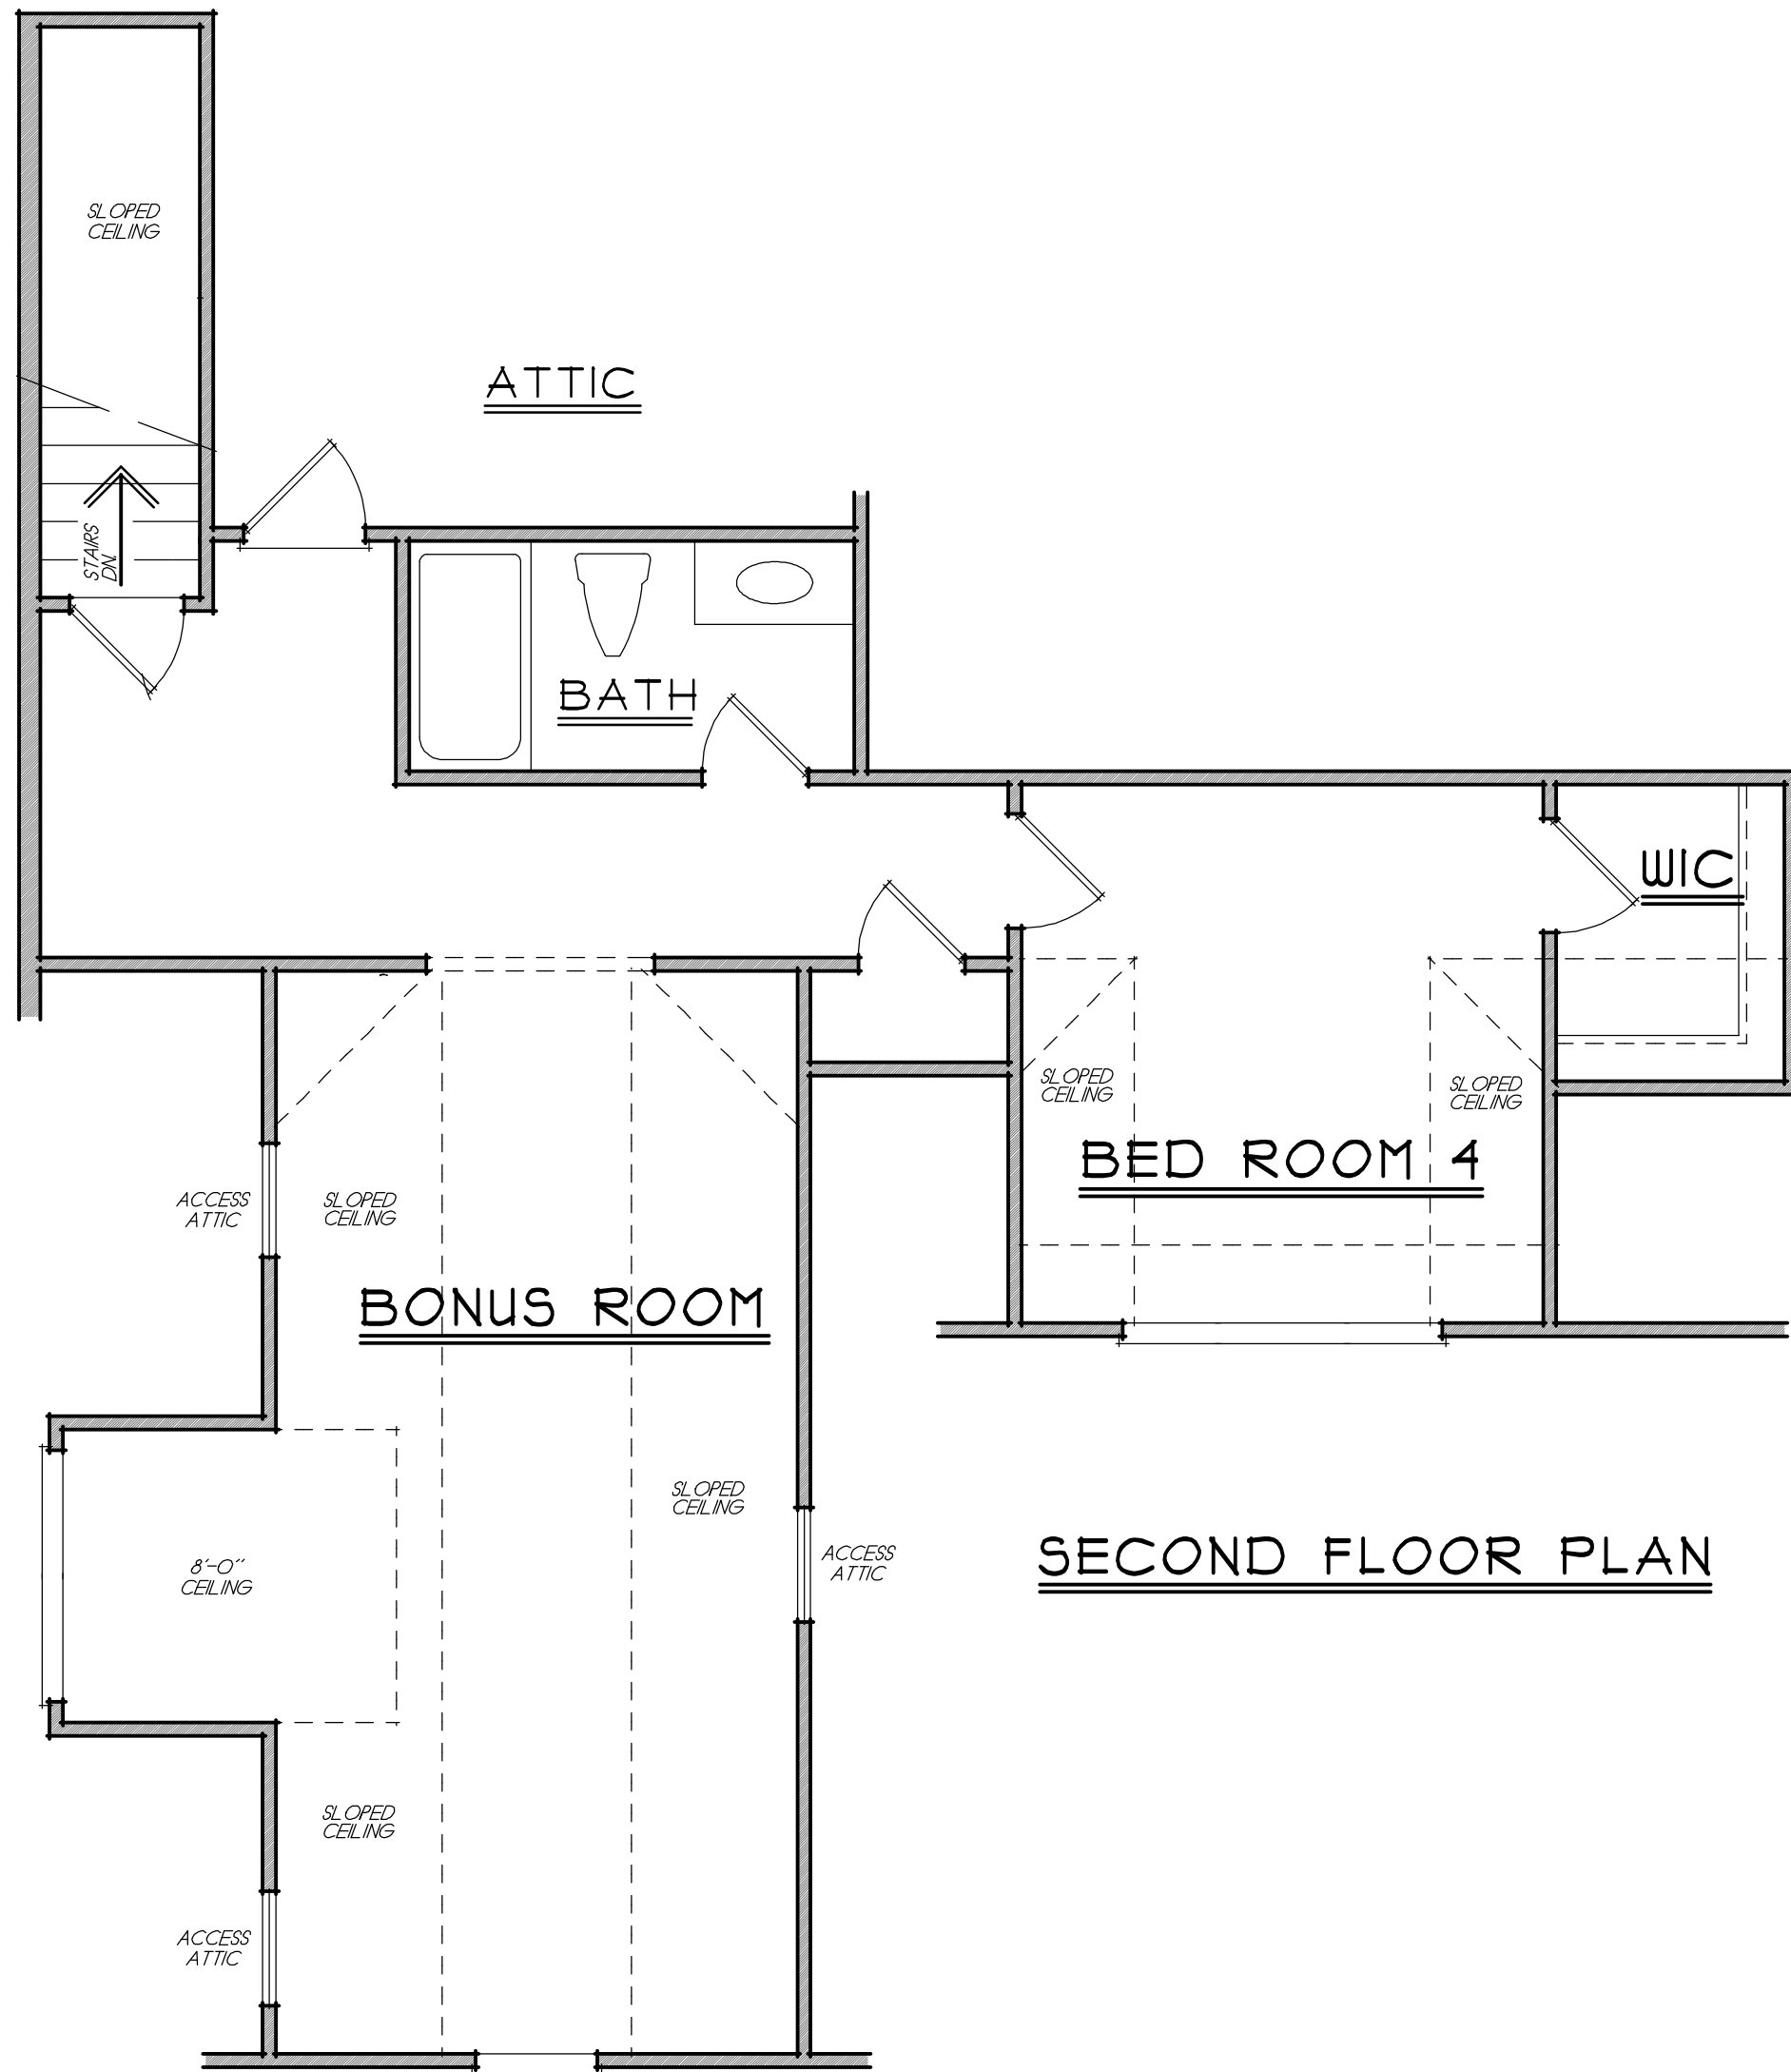 SLOPED
CEILING
ATTIC
STAIRS
DN.
BATH
WIC
SLOPED
CEILING
SLOPED
CEILING
BED ROOM 4
ACCESS
ATTIC
SLOPED
CEILING
BONUS ROOM
SLOPED
CEILING
ACCESS
ATTIC
SECOND FLOOR PLAN
8'-0"
CEILING
SLOPED
CEILING
ACCESS
ATTIC